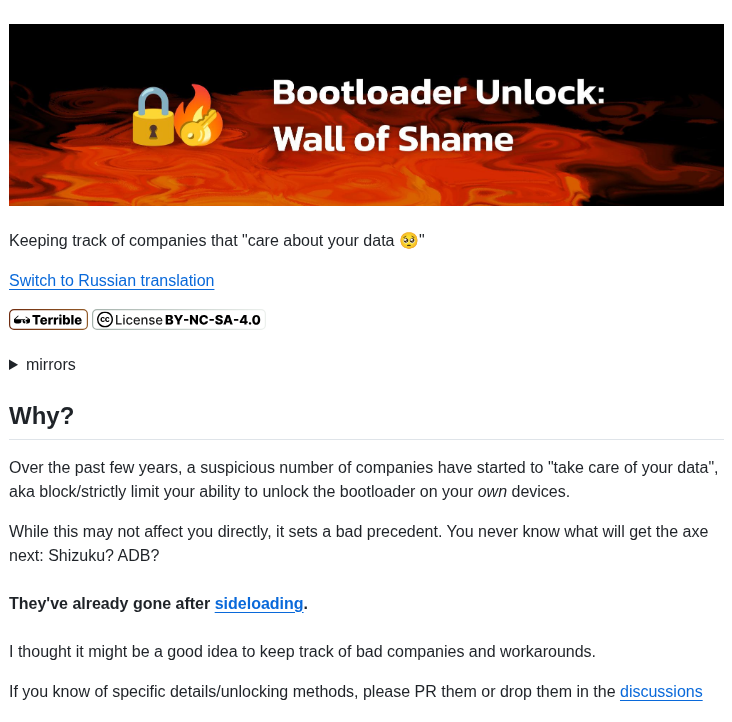 Bootloader Unlock:
Wall of Shame
Keeping track of companies that "care about your data 🥺"
Switch to Russian translation
Terrible
cc License BY-NC-SA-4.0
mirrors
Why?
Over the past few years, a suspicious number of companies have started to "take care of your data",
aka block/strictly limit your ability to unlock the bootloader on your own devices.
While this may not affect you directly, it sets a bad precedent. You never know what will get the axe
next: Shizuku? ADB?
They've already gone after sideloading.
I thought it might be a good idea to keep track of bad companies and workarounds.
If you know of specific details/unlocking methods, please PR them or drop them in the discussions